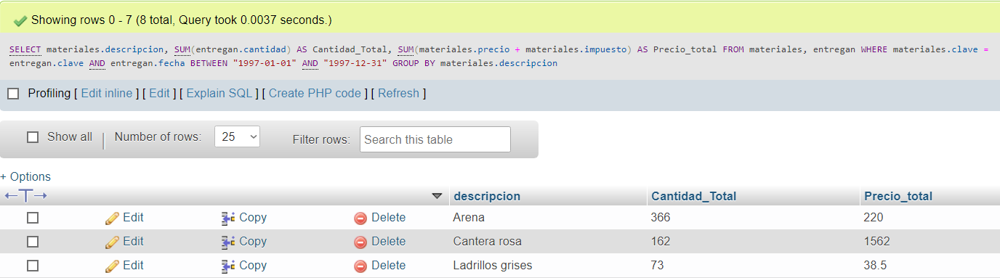 Showing rows 0 - 7 (8 total, Query took 0.0037 seconds.)
SELECT materiales.descripcion, SUM(entregan.cantidad) AS Cantidad_Total, SUM(materiales.precio + materiales.impuesto) AS Precio_total FROM materiales, entregan WHERE materiales.clave =
entregan.clave AND entregan.fecha BETWEEN "1997-01-01" AND "1997-12-31" GROUP BY materiales.descripcion
Profiling [ Edit inline ] [ Edit ] [ Explain SQL ] [ Create PHP code ] [ Refresh ]
Show all | Number of rows: 25 Filter rows: Search this table
+ Options
←T→ descripcion Cantidad_Total Precio_total
Edit Copy Delete Arena 366 220
Edit Copy Delete Cantera rosa 162 1562
Edit Copy Delete Ladrillos grises 73 38.5